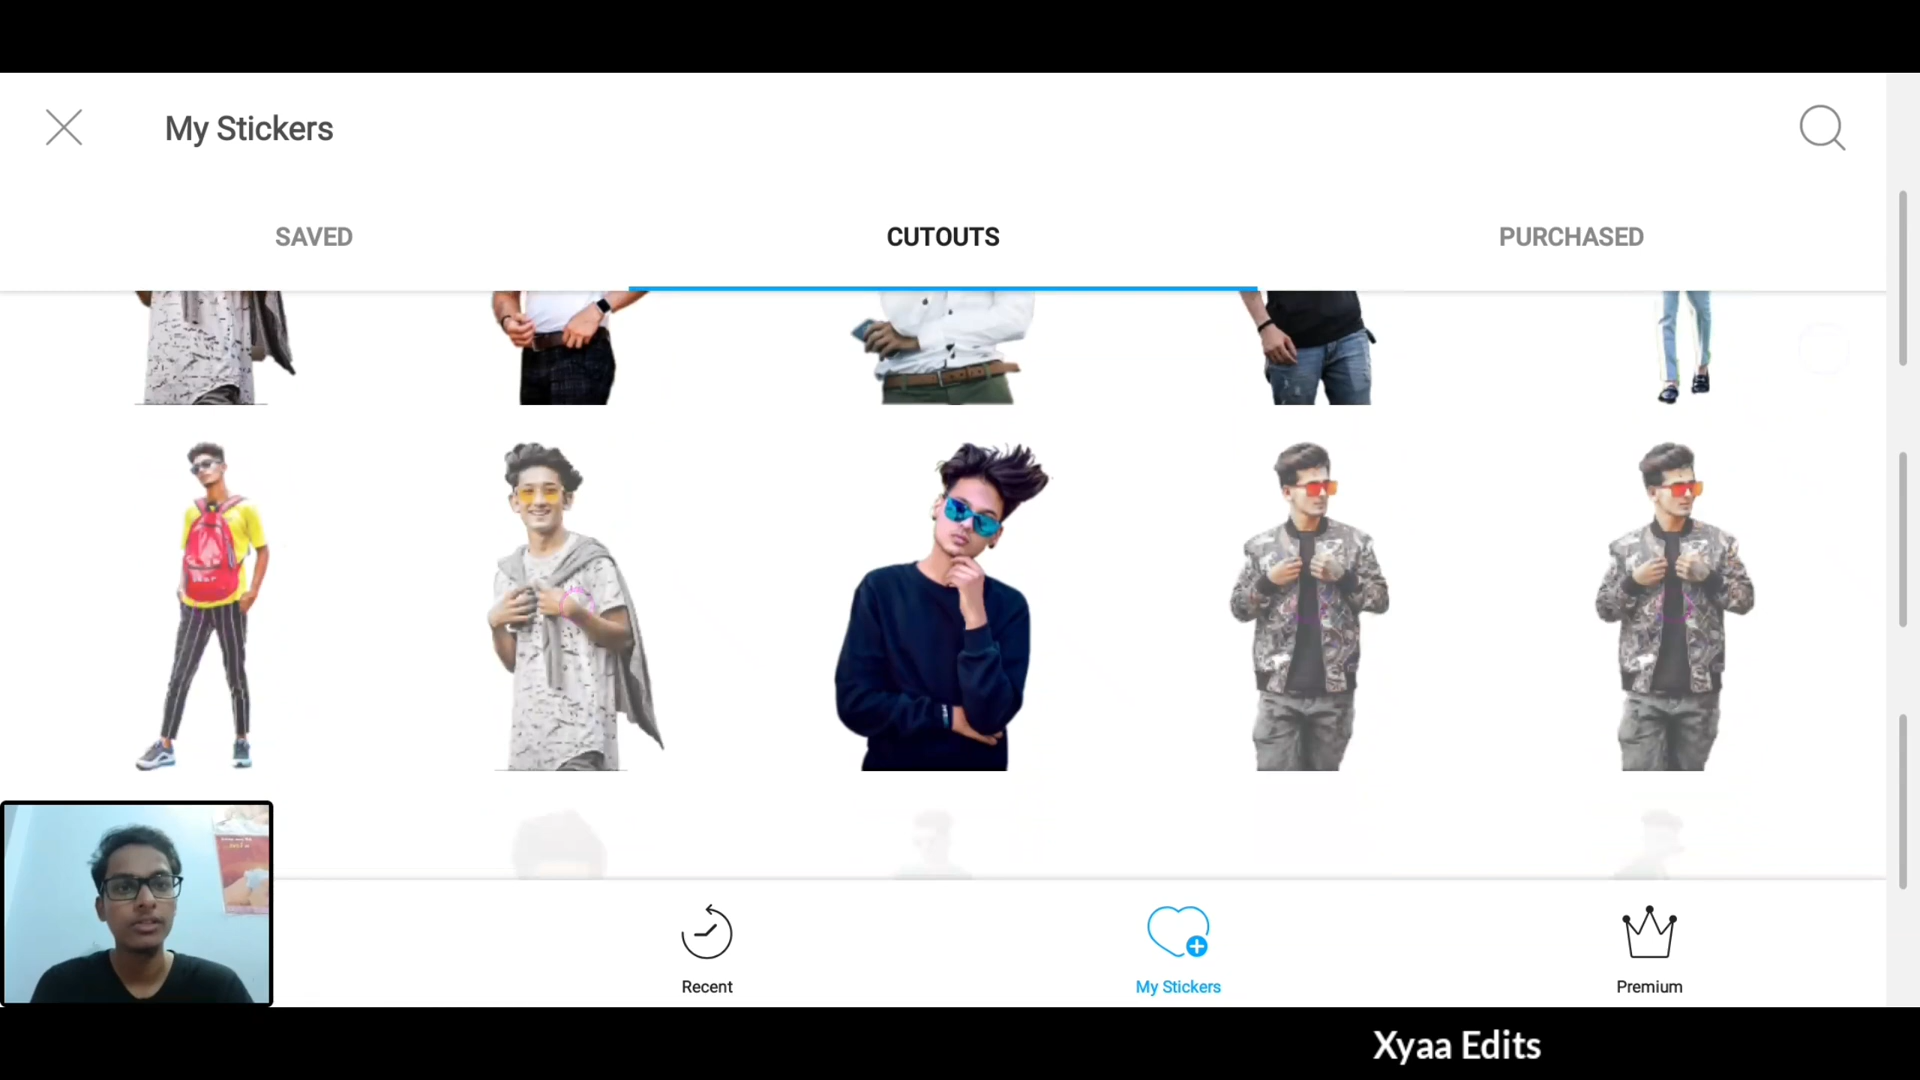 My Stickers
SAVED
CUTOUTS
PURCHASED
Recent
My Stickers
Premium
Xyaa Edits